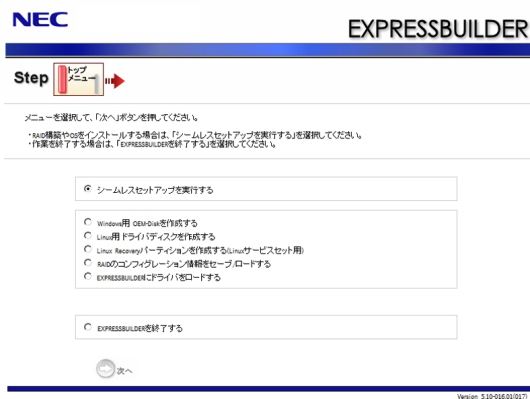 NEC
EXPRESSBUILDER
Step
トップ
メニュー
メニューを選択して、「次へ」ボタンを押してください。
・RAID構築やOSをインストールする場合は、「シームレスセットアップを実行する」を選択してください。
・作業を終了する場合は、「EXPRESSBUILDERを終了する」を選択してください。
シームレスセットアップを実行する
Windows用 OEM-Diskを作成する
Linux用 ドライバディスクを作成する
Linux Recoveryパーティションを作成する(Linuxサービスセット用)
RAIDのコンフィグレーション情報をセーブ/ロードする
EXPRESSBUILDERにドライバをロードする
EXPRESSBUILDERを終了する
次へ
Version 5.10-016.01(017)